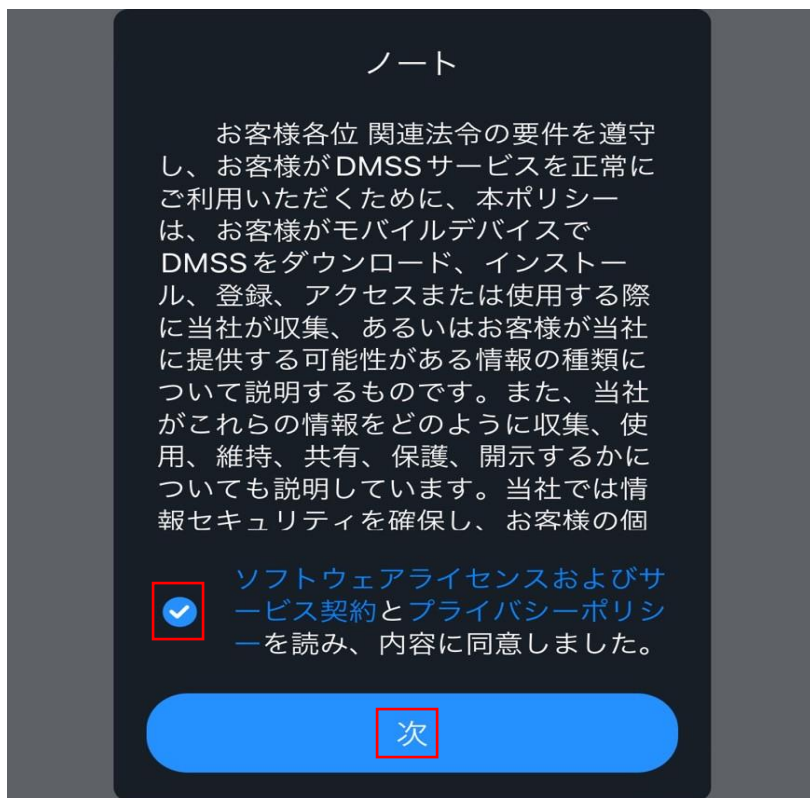 ノート
お客様各位 関連法令の要件を遵守
し、お客様がDMSSサービスを正常に
ご利用いただくために、本ポリシー
は、お客様がモバイルデバイスで
DMSSをダウンロード、インストー
ル、登録、アクセスまたは使用する際
に当社が収集、あるいはお客様が当社
に提供する可能性がある情報の種類に
ついて説明するものです。また、当社
がこれらの情報をどのように収集、使
用、維持、共有、保護、開示するかに
ついても説明しています。当社では情
報セキュリティを確保し、お客様の個
ソフトウェアライセンスおよびサ
ービス契約とプライバシーポリシ
ーを読み、内容に同意しました。
次